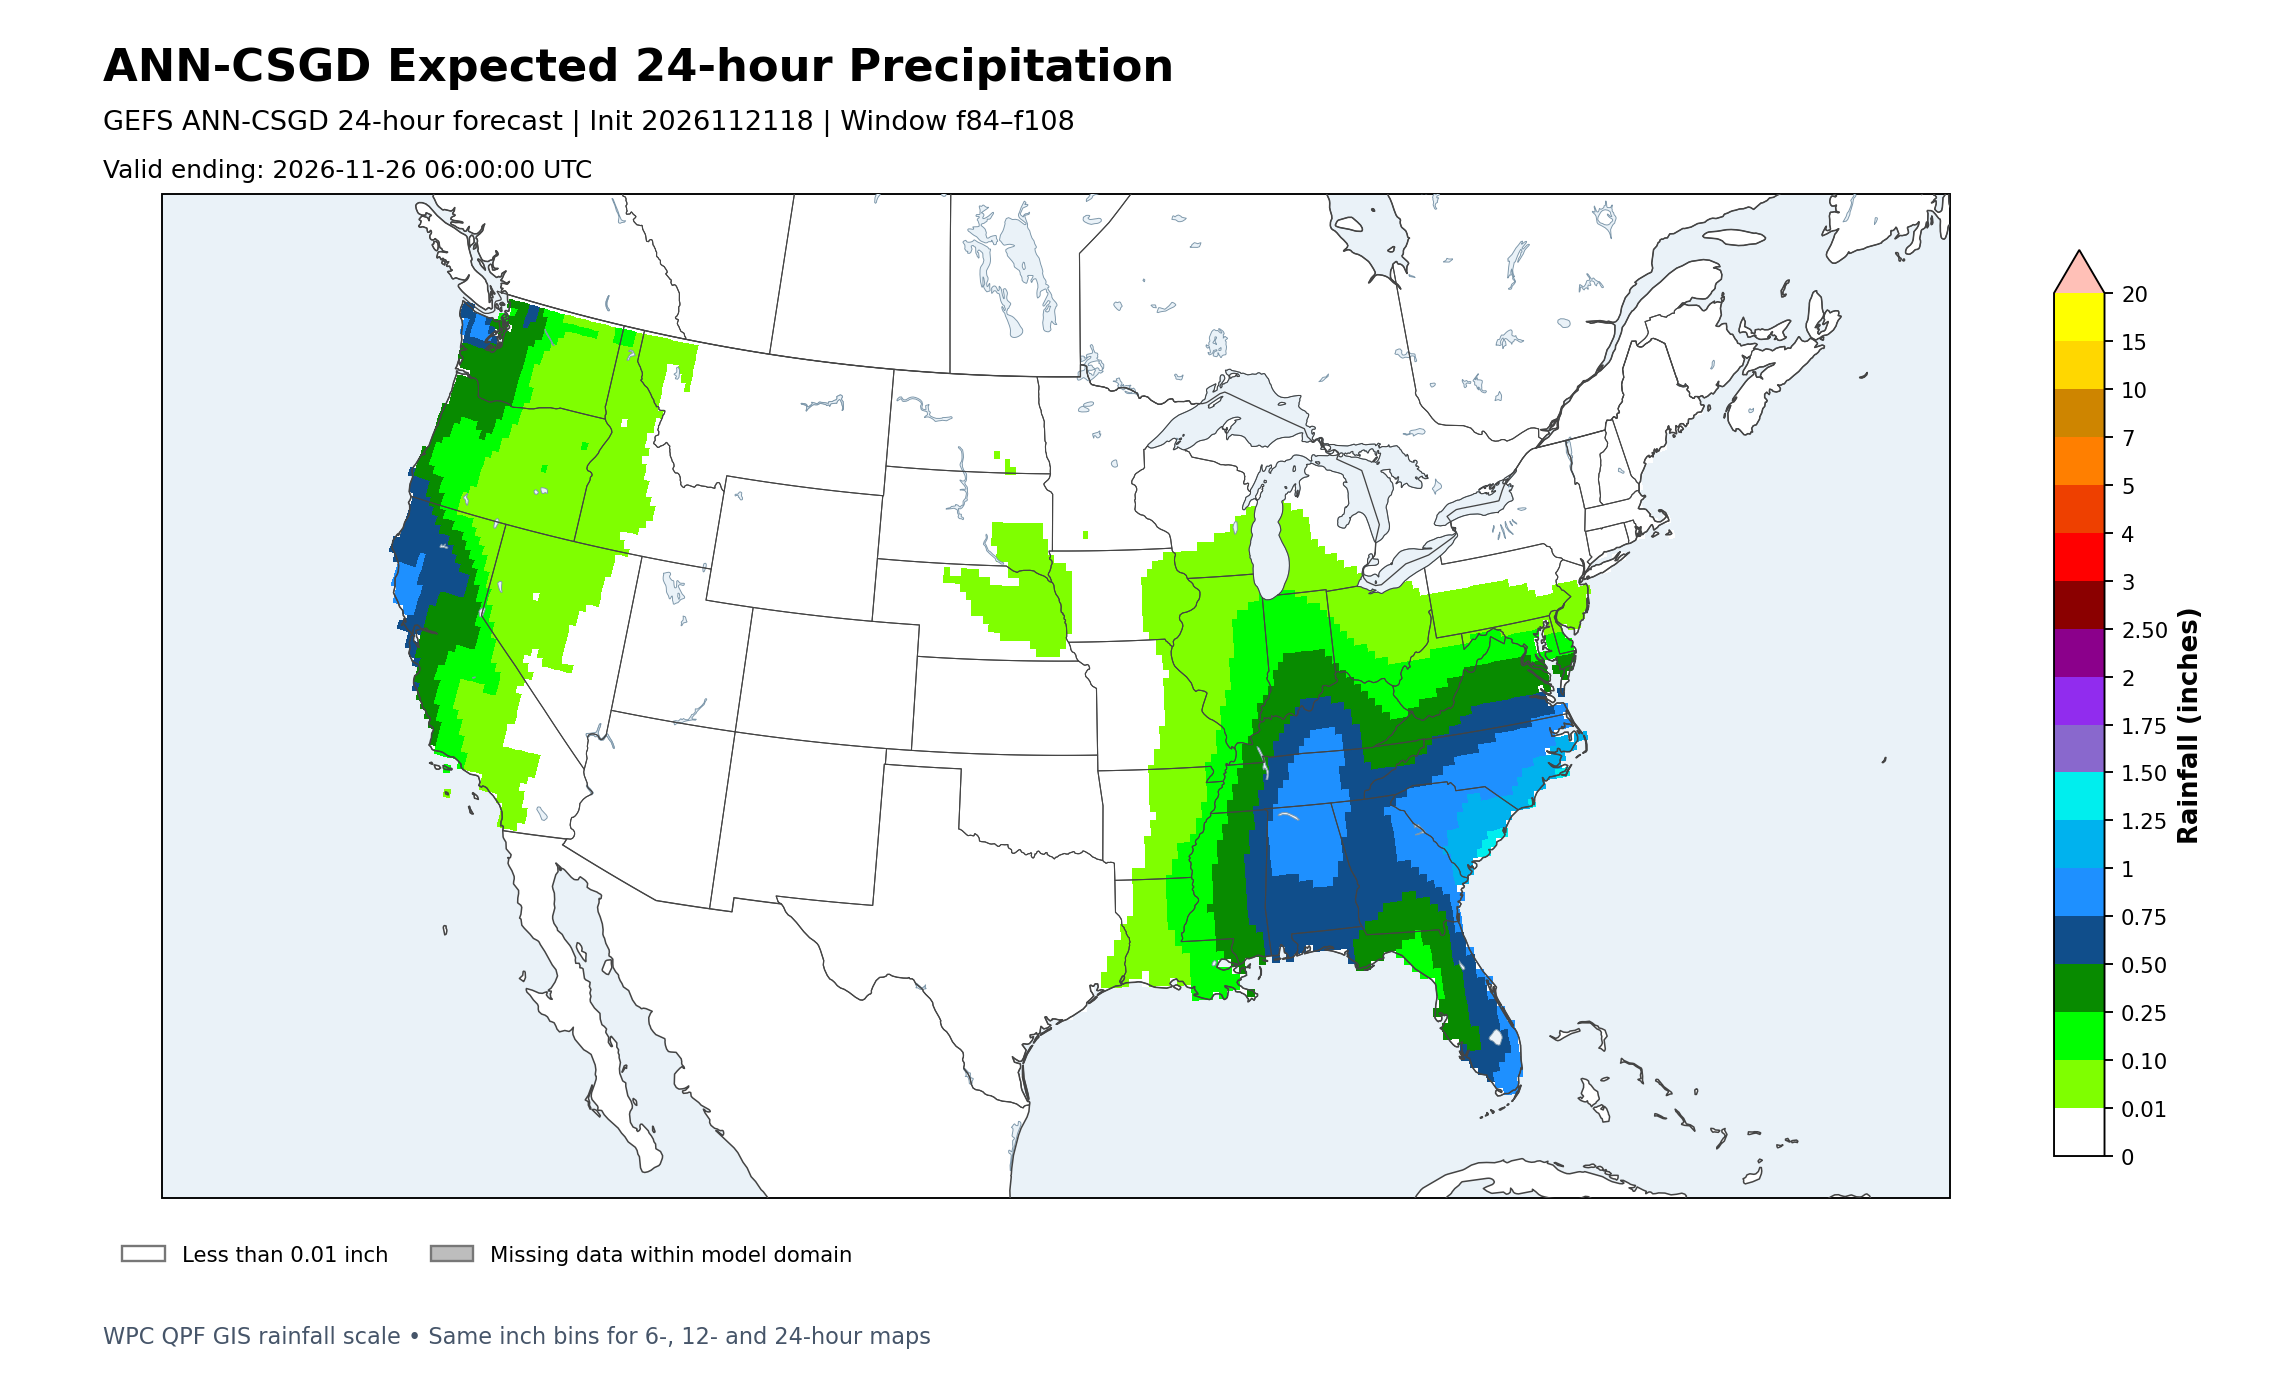 ANN-CSGD Expected 24-hour Precipitation
GEFS ANN-CSGD 24-hour forecast | Init 2026112118 | Window f84–f108
Valid ending: 2026-11-26 06:00:00 UTC
20
15
10
7
5
4
3
2.50
2
1.75
1.50
1.25
1
0.75
0.50
0.25
0.10
0.01
0
Rainfall (inches)
Less than 0.01 inch
Missing data within model domain
WPC QPF GIS rainfall scale • Same inch bins for 6-, 12- and 24-hour maps